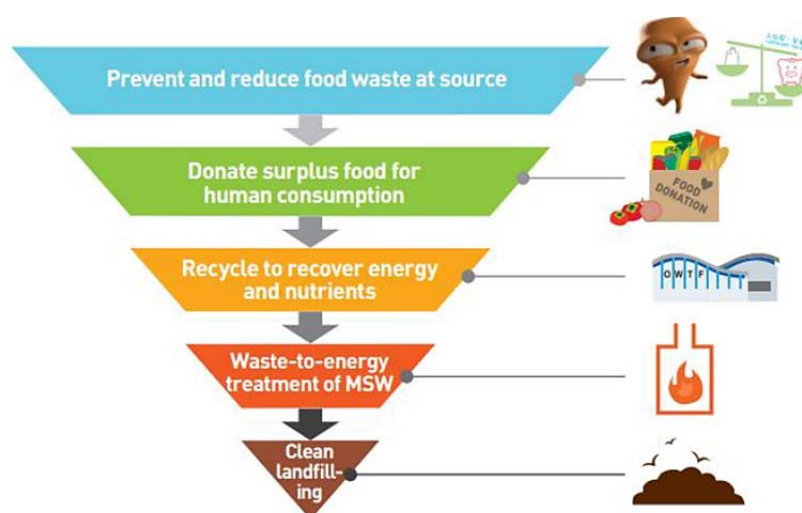 Prevent and reduce food waste at source
Donate surplus food for
human consumption
FOOD
DONATION
Recycle to recover energy
and nutrients
OWTF
Waste-to-energy
treatment of MSW
Clean
landfill-
ing